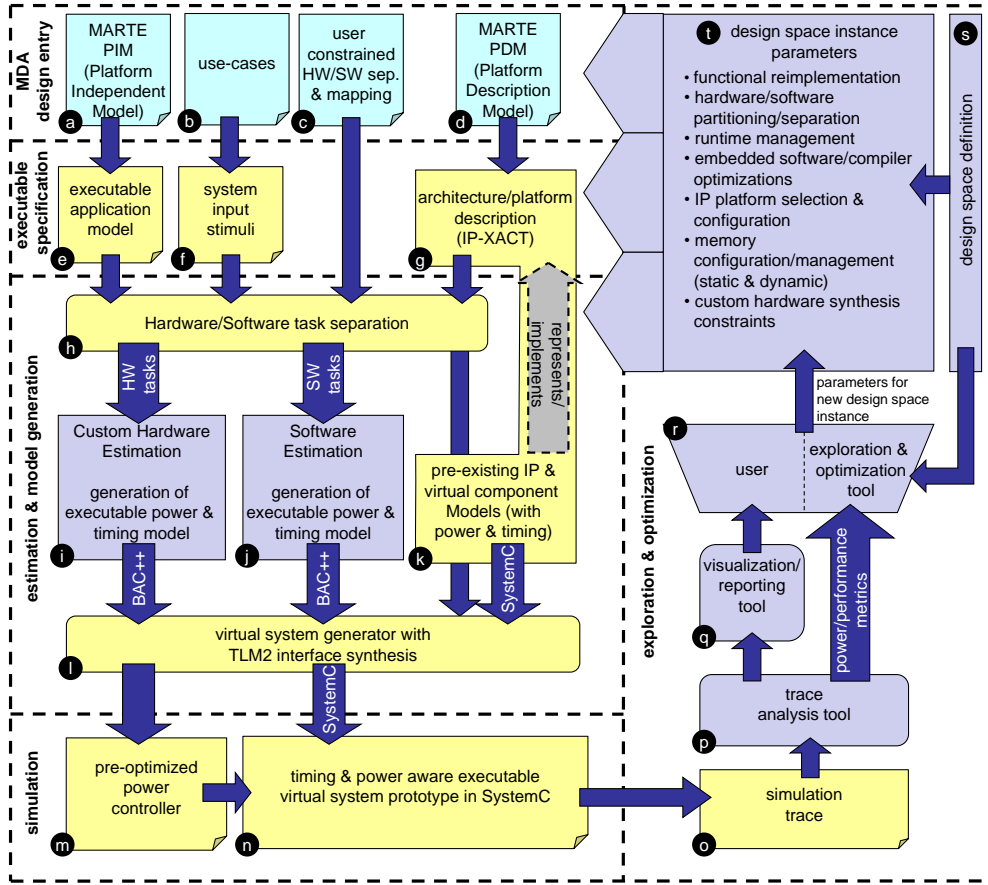 MDA
design entry
MARTE
PIM
(Platform
Independent
Model)
a
use-cases
b
user
constrained
HW/SW sep.
& mapping
c
MARTE
PDM
(Platform
Description
Model)
d
executable
specification
executable
application
model
e
system
input
stimuli
f
architecture/platform
description
(IP-XACT)
g
estimation & model generation
Hardware/Software task separation
h
HW
tasks
SW
tasks
represents/
implements
Custom Hardware
Estimation
generation of
executable power &
timing model
i
Software
Estimation
generation of
executable power &
timing model
j
pre-existing IP &
virtual component
Models (with
power & timing)
k
BAC++
BAC++
SystemC
virtual system generator with
TLM2 interface synthesis
l
SystemC
simulation
pre-optimized
power
controller
m
timing & power aware executable
virtual system prototype in SystemC
n
simulation
trace
o
exploration & optimization
trace
analysis tool
p
visualization/
reporting
tool
q
power/performance
metrics
r
user
exploration &
optimization
tool
parameters for
new design space
instance
s
design space definition
t
design space instance
parameters
• functional reimplementation
• hardware/software
partitioning/separation
• runtime management
• embedded software/compiler
optimizations
• IP platform selection &
configuration
• memory
configuration/management
(static & dynamic)
• custom hardware synthesis
constraints